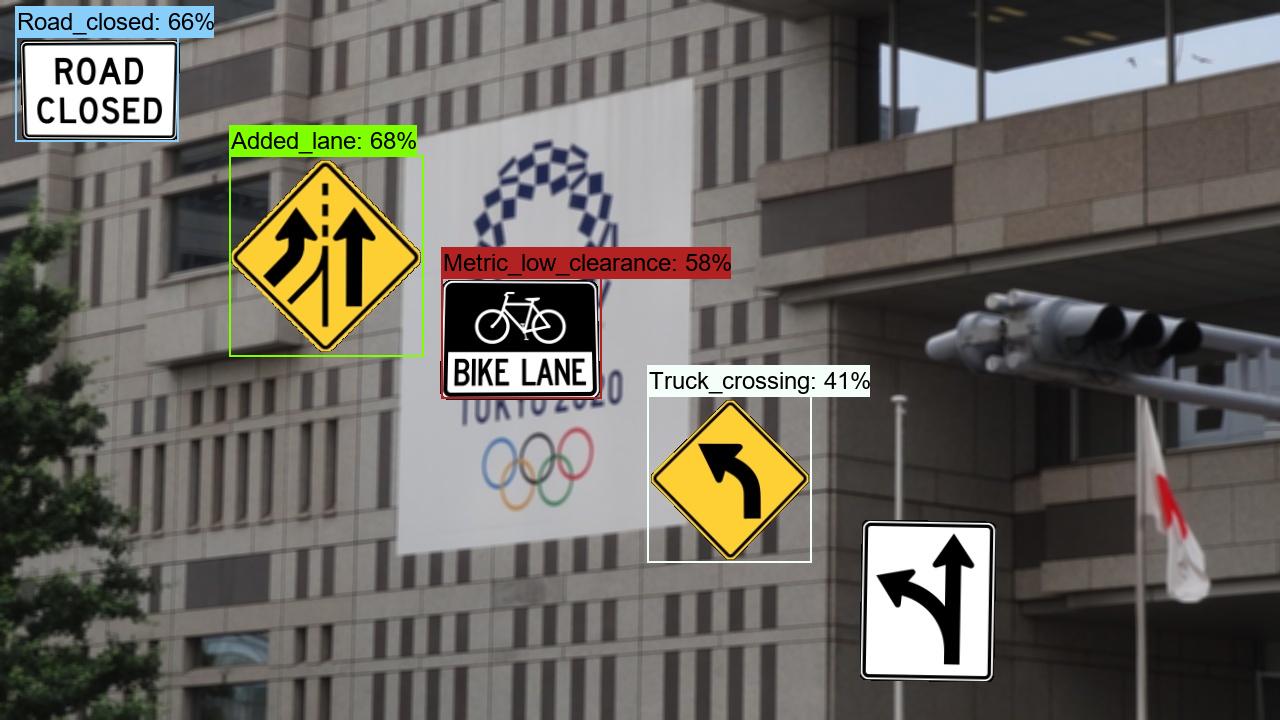 Road_closed: 66%
ROAD
CLOSED
Added_lane: 68%
Metric_low_clearance: 58%
BIKE LANE
TOKYO 2020
Truck_crossing: 41%